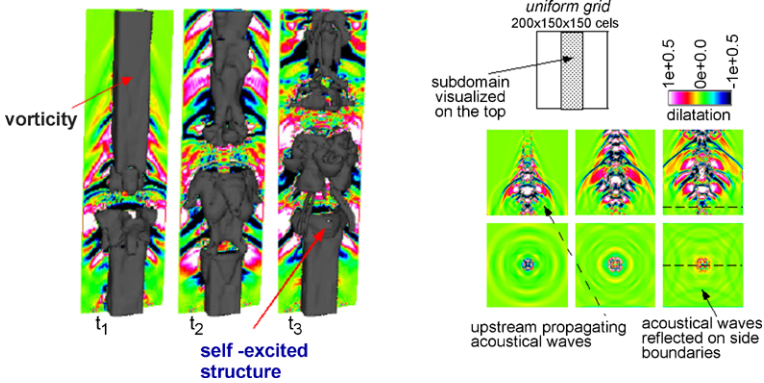 vorticity
t1
t2
t3
self -excited
structure
uniform grid
200x150x150 cels
subdomain
visualized
on the top
1e+0.5
0e+0.0
-1e+0.5
dilatation
upstream propagating
acoustical waves
acoustical waves
reflected on side
boundaries